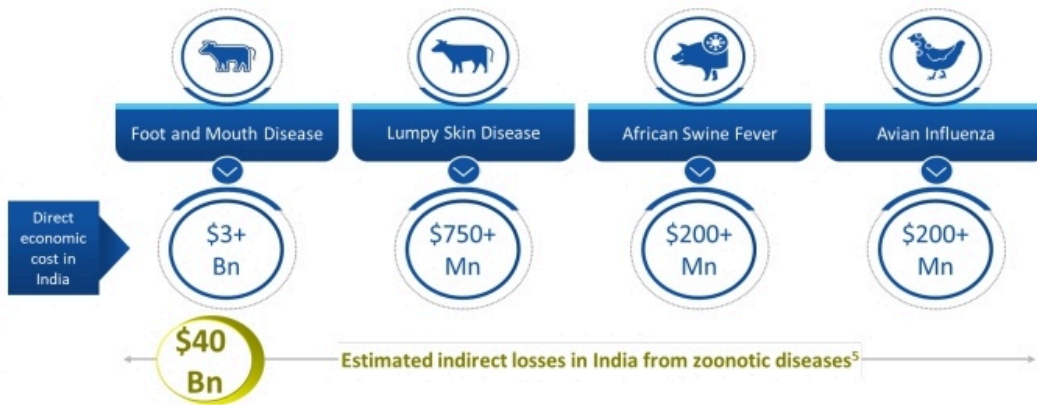 Foot and Mouth Disease
Lumpy Skin Disease
African Swine Fever
Avian Influenza
Direct
economic
cost in
India
$3+
Bn
$750+
Mn
$200+
Mn
$200+
Mn
$40
Bn
Estimated indirect losses in India from zoonotic diseases⁵